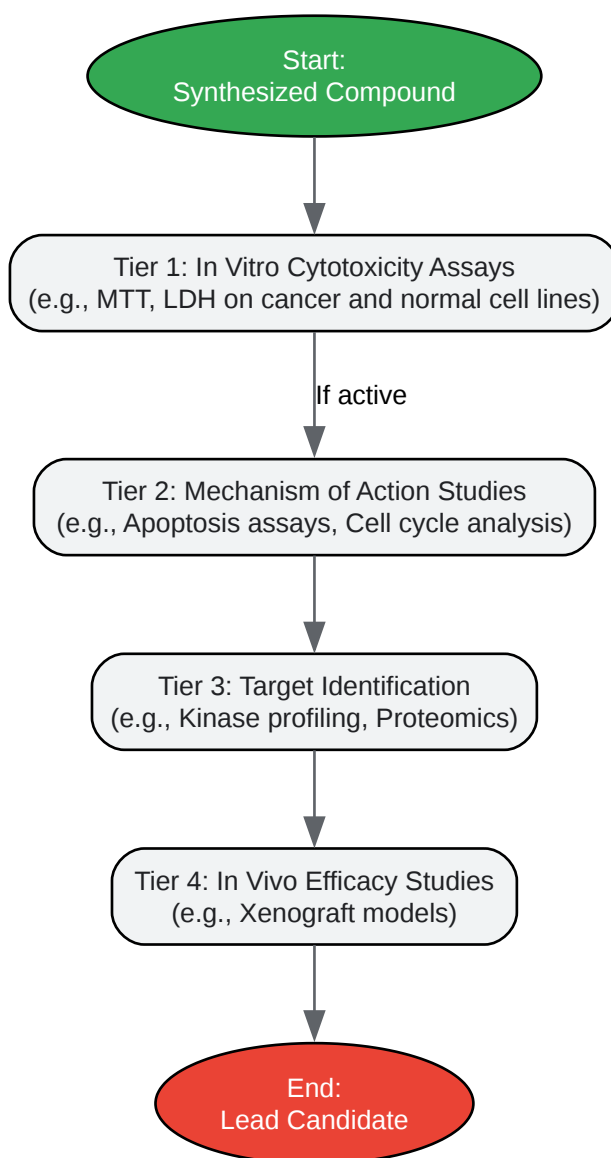 Start:
Synthesized Compound
Tier 1: In Vitro Cytotoxicity Assays
(e.g., MTT, LDH on cancer and normal cell lines)
If active
Tier 2: Mechanism of Action Studies
(e.g., Apoptosis assays, Cell cycle analysis)
Tier 3: Target Identification
(e.g., Kinase profiling, Proteomics)
Tier 4: In Vivo Efficacy Studies
(e.g., Xenograft models)
End:
Lead Candidate